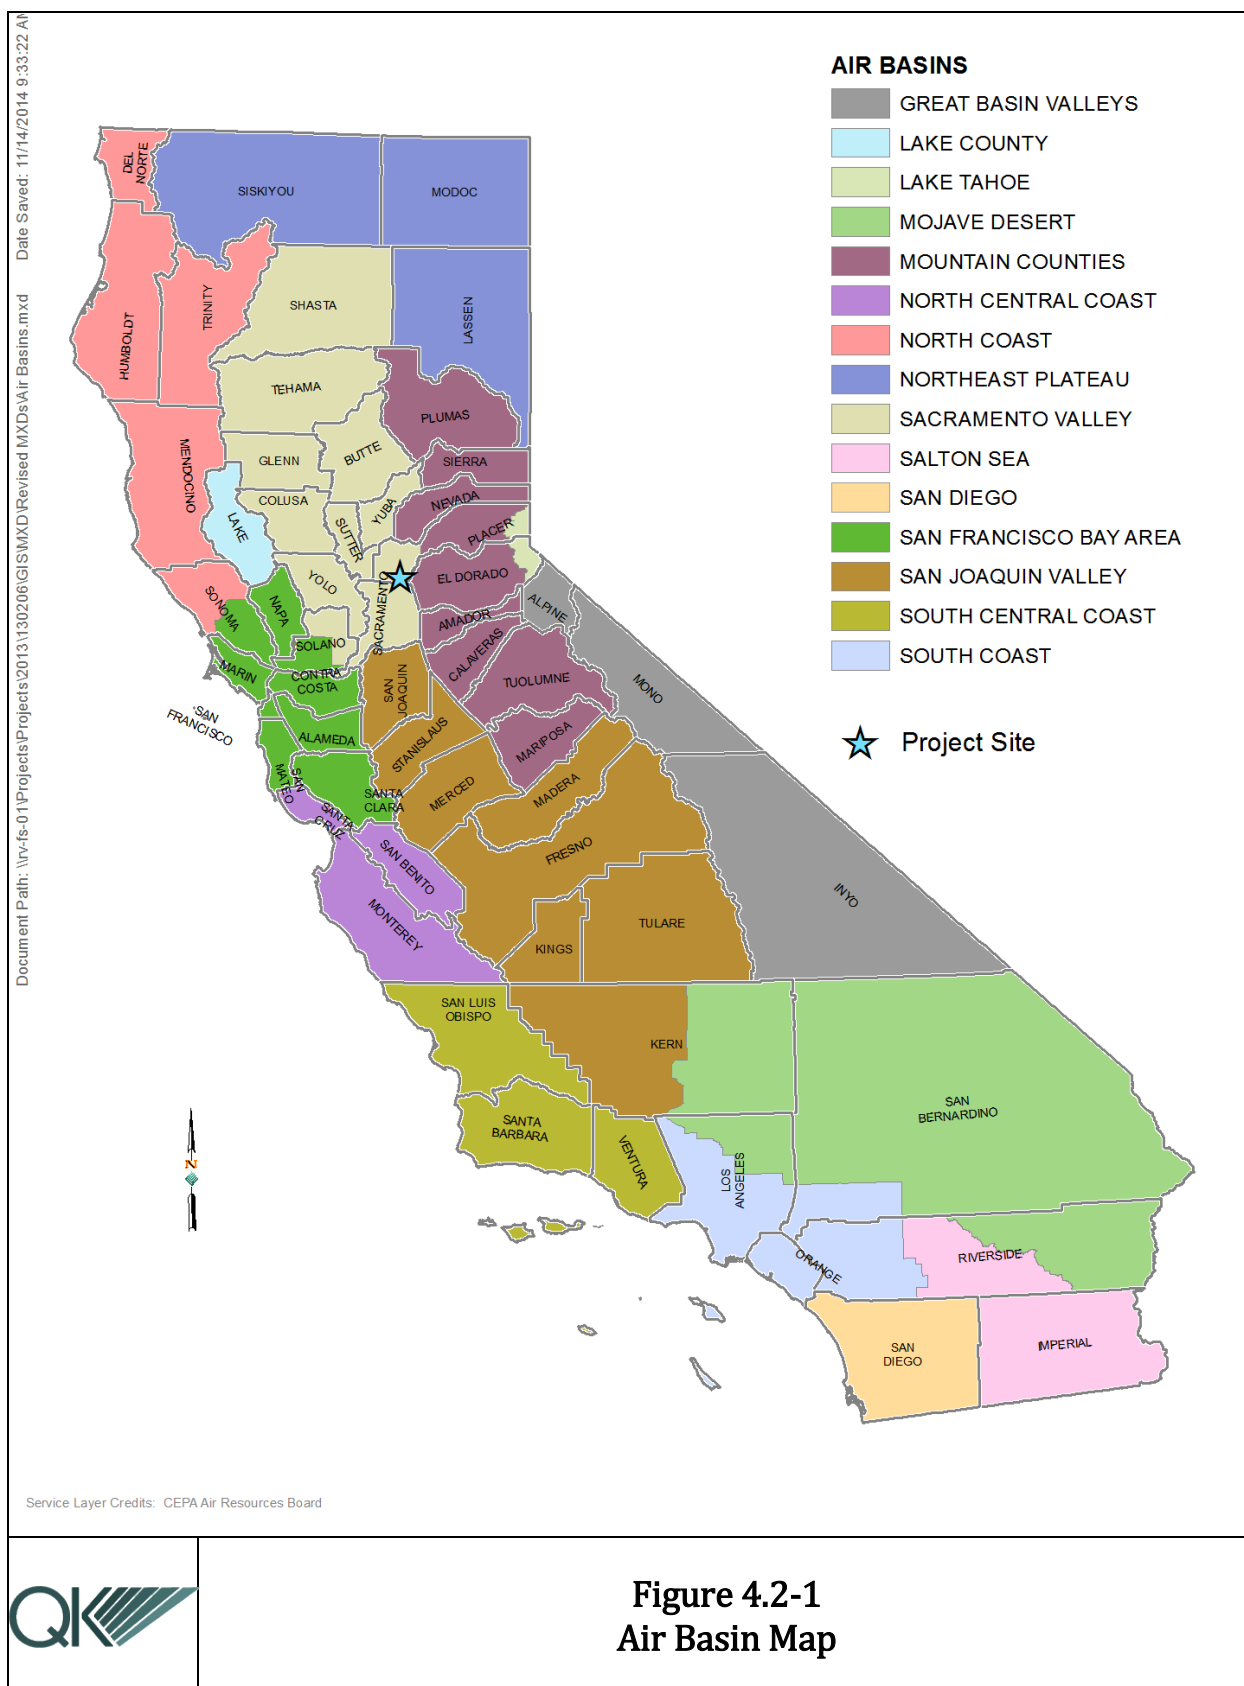 Document Path: \\rv-fs-01\Projects\Projects\2013\130206\GIS\MXD\Revised MXDs\Air Basins.mxd Date Saved: 11/14/2014 9:33:22 AM
AIR BASINS
GREAT BASIN VALLEYS
LAKE COUNTY
LAKE TAHOE
MOJAVE DESERT
MOUNTAIN COUNTIES
NORTH CENTRAL COAST
NORTH COAST
NORTHEAST PLATEAU
SACRAMENTO VALLEY
SALTON SEA
SAN DIEGO
SAN FRANCISCO BAY AREA
SAN JOAQUIN VALLEY
SOUTH CENTRAL COAST
SOUTH COAST
Project Site
DEL
NORTE
SISKIYOU
MODOC
HUMBOLDT
TRINITY
SHASTA
LASSEN
TEHAMA
PLUMAS
MENDOCINO
GLENN
BUTTE
SIERRA
COLUSA
YUBA
NEVADA
LAKE
SUTTER
PLACER
YOLO
SACRAMENTO
EL DORADO
ALPINE
SONOMA
NAPA
AMADOR
SOLANO
CALAVERAS
MARIN
CONTRA
COSTA
SAN
JOAQUIN
TUOLUMNE
MONO
SAN
FRANCISCO
ALAMEDA
STANISLAUS
MARIPOSA
SAN
MATEO
SANTA
CLARA
MERCED
MADERA
SANTA
CRUZ
SAN BENITO
FRESNO
MONTEREY
INYO
KINGS
TULARE
SAN LUIS
OBISPO
KERN
SAN
BERNARDINO
SANTA
BARBARA
VENTURA
LOS
ANGELES
ORANGE
RIVERSIDE
SAN
DIEGO
IMPERIAL
N
Service Layer Credits: CEPA Air Resources Board
QK
Figure 4.2-1
Air Basin Map